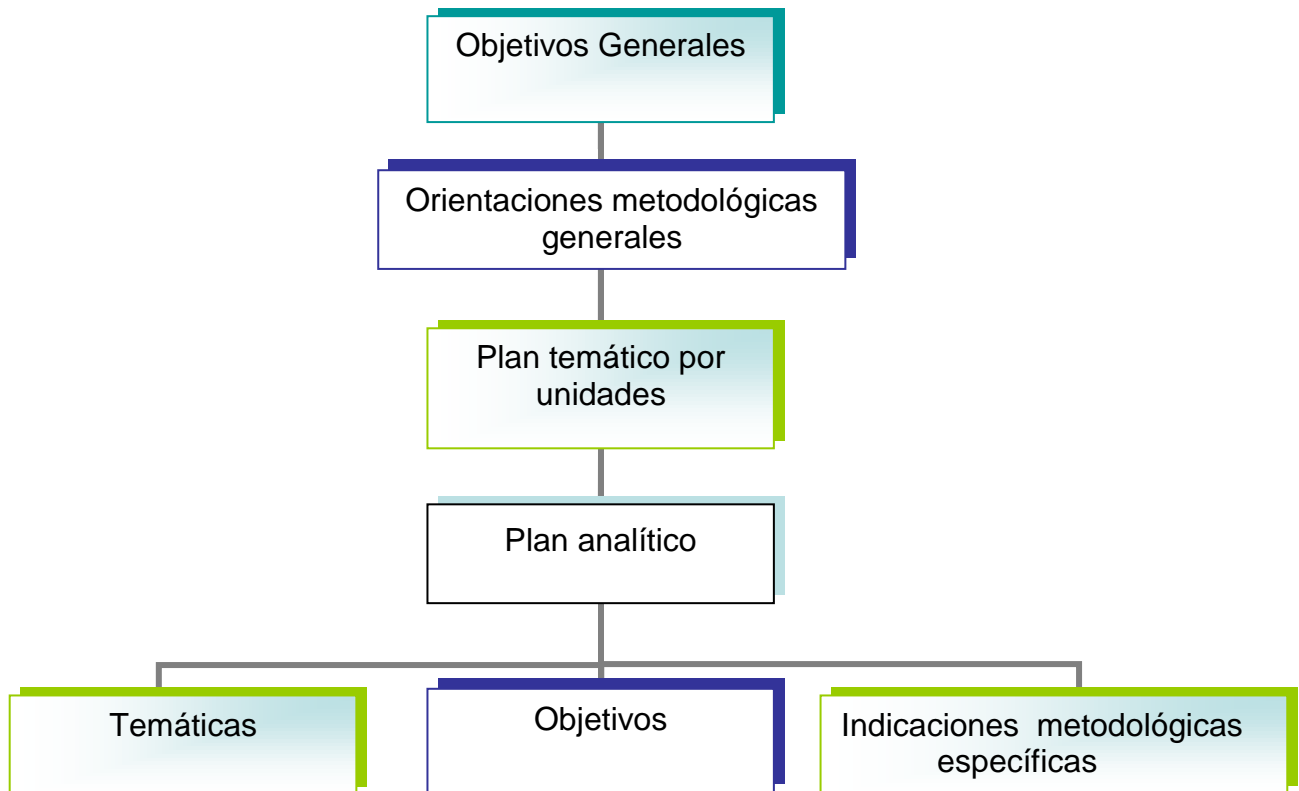 Objetivos Generales
Orientaciones metodológicas
generales
Plan temático por
unidades
Plan analítico
Temáticas
Objetivos
Indicaciones metodológicas
específicas